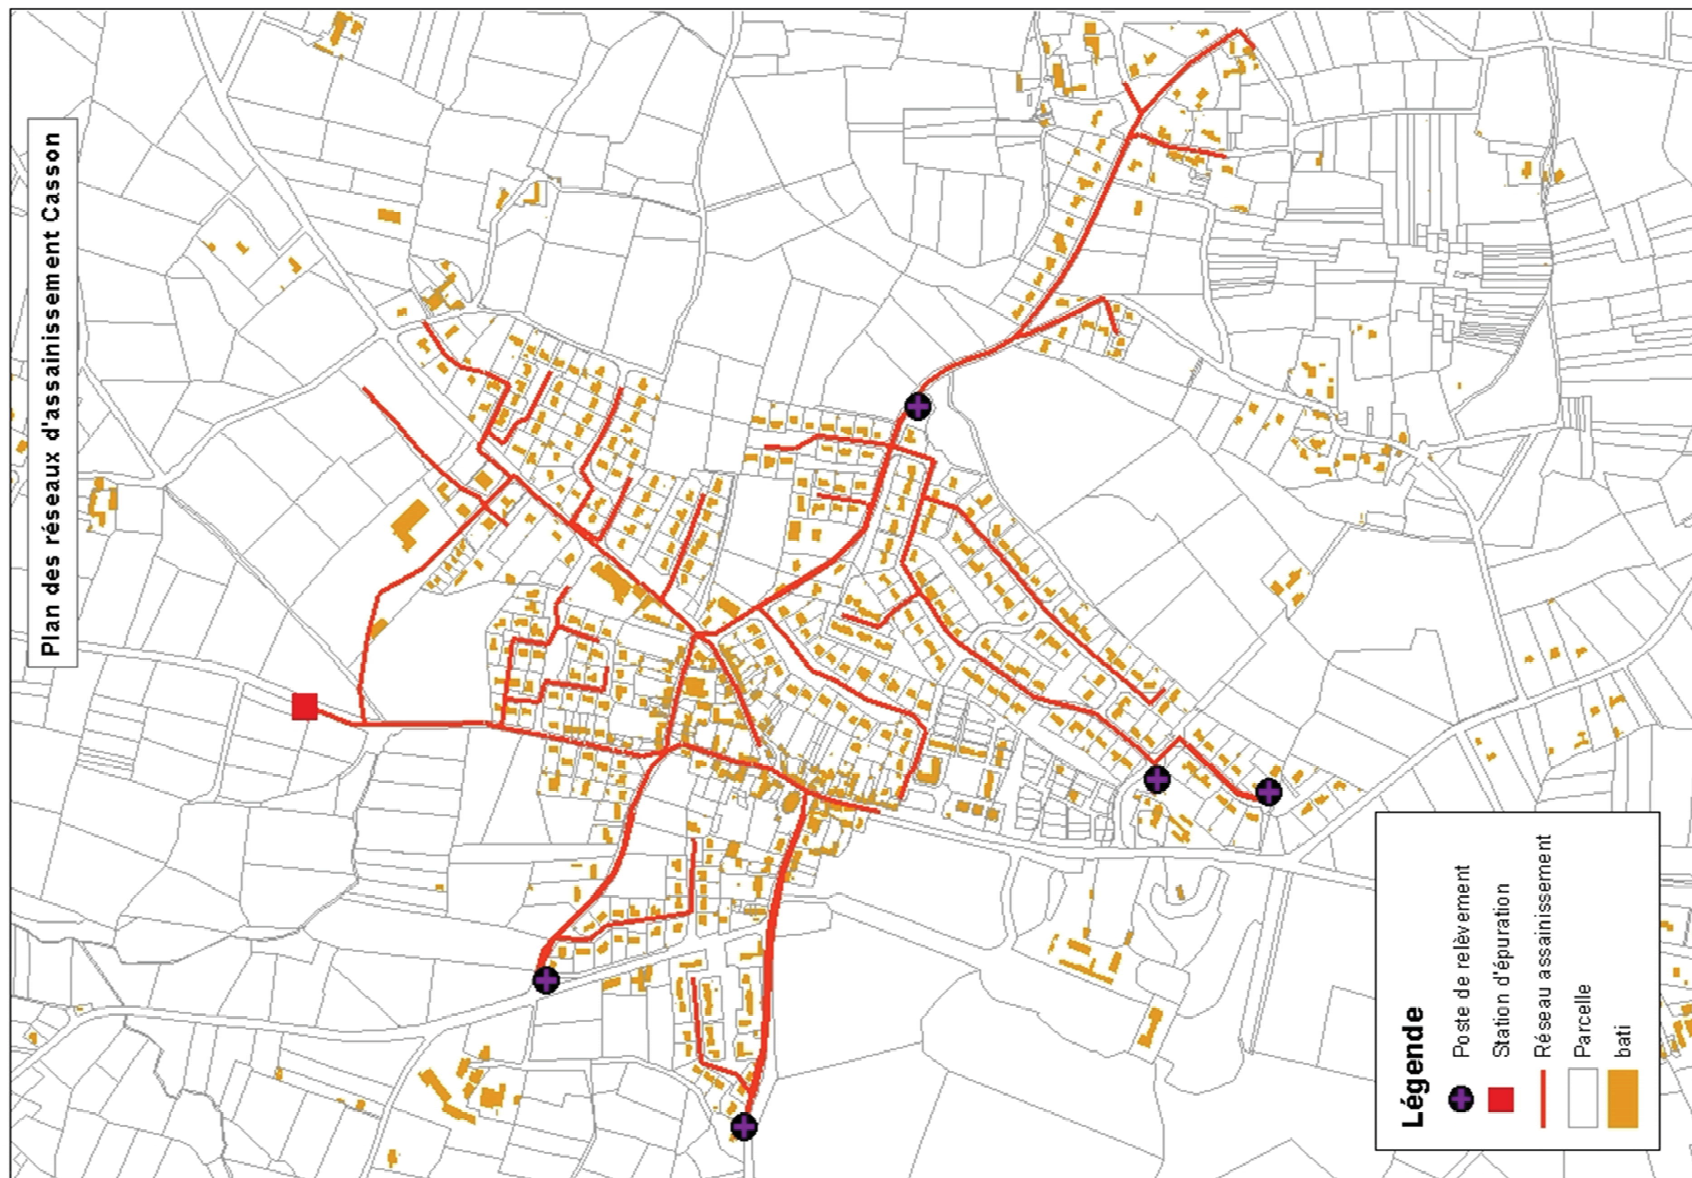 Plan des réseaux d'assainissement Casson
Légende
Poste de relèvement
Station d'épuration
Réseau assainissement
Parcelle
bati